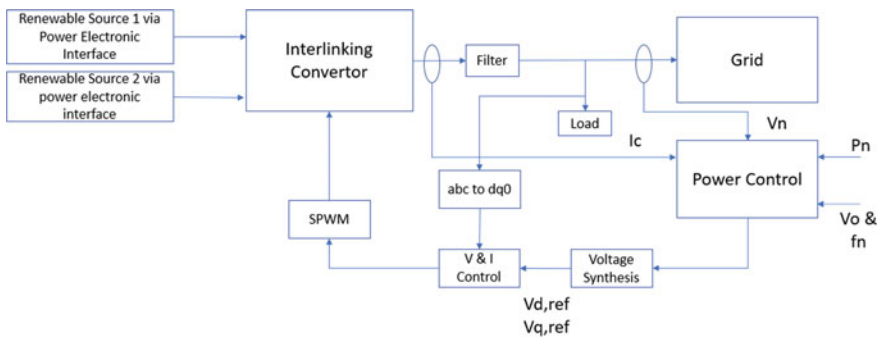 Renewable Source 1 via
Power Electronic
Interface
Renewable Source 2 via
power electronic
interface
Interlinking
Convertor
Filter
Grid
Load
Ic
Vn
Pn
Power Control
Vo &
fn
abc to dq0
SPWM
V & I
Control
Voltage
Synthesis
Vd,ref
Vq,ref